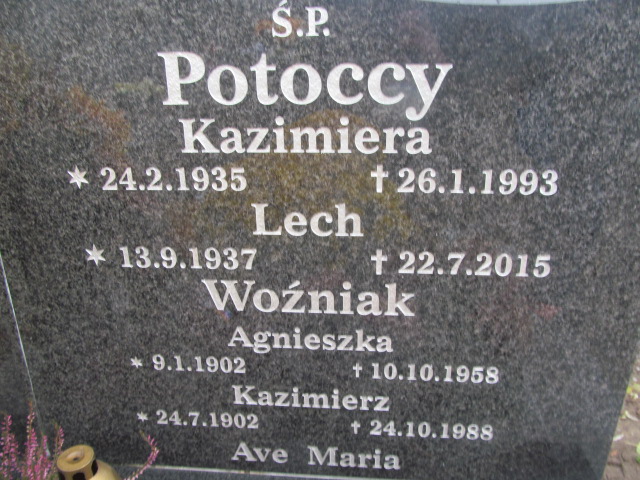 Ś.P.
Potoccy
Kazimiera
✶ 24.2.1935 † 26.1.1993
Lech
✶ 13.9.1937 † 22.7.2015
Woźniak
Agnieszka
✶ 9.1.1902 † 10.10.1958
Kazimierz
✶ 24.7.1902 † 24.10.1988
Ave Maria